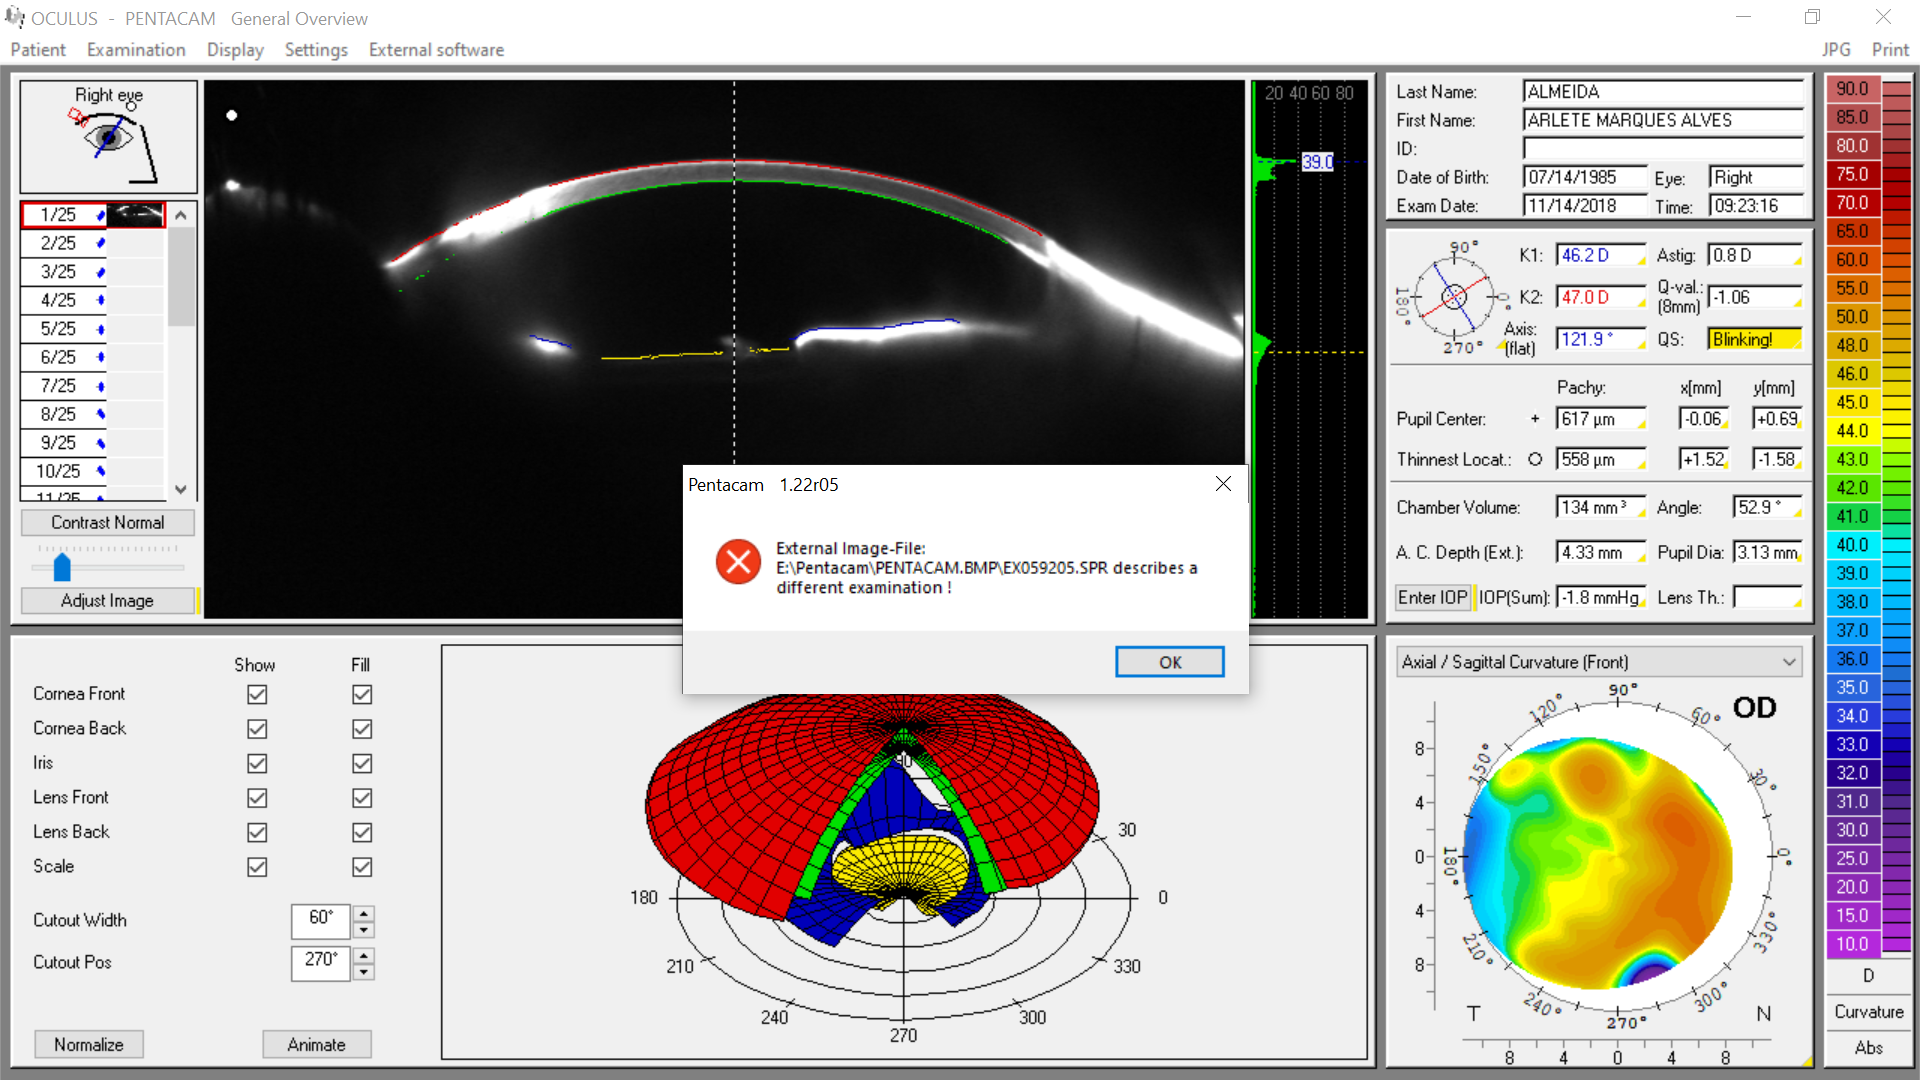 OCULUS - PENTACAM General Overview
Patient Examination Display Settings External software JPG Print
Right eye
1/25
2/25
3/25
4/25
5/25
6/25
7/25
8/25
9/25
10/25
11/25
Contrast Normal
Adjust Image
20 40 60 80
39.0
Last Name: ALMEIDA
First Name: ARLETE MARQUES ALVES
ID:
Date of Birth: 07/14/1985 Eye: Right
Exam Date: 11/14/2018 Time: 09:23:16
90°
180°
0°
270°
K1: 46.2 D Astig: 0.8 D
K2: 47.0 D Q-val.: (8mm) -1.06
Axis: (flat) 121.9° QS: Blinking!
Pachy: x[mm] y[mm]
Pupil Center: + 617 µm -0.06 +0.69
Thinnest Locat.: O 558 µm +1.52 -1.58
Chamber Volume: 134 mm³ Angle: 52.9°
A. C. Depth (Ext.): 4.33 mm Pupil Dia: 3.13 mm
Enter IOP IOP(Sum): -1.8 mmHg Lens Th.:
Pentacam 1.22r05
External Image-File:
E:\Pentacam\PENTACAM.BMP\EX059205.SPR describes a
different examination !
OK
Show Fill
Cornea Front
Cornea Back
Iris
Lens Front
Lens Back
Scale
Cutout Width 60°
Cutout Pos 270°
Normalize Animate
90
30
180
0
210
330
240
300
270
Axial / Sagittal Curvature (Front)
OD
90°
120°
60°
150°
30°
180°
0°
210°
330°
240°
300°
270°
8
4
0
4
8
T N
8 4 0 4 8
90.0
85.0
80.0
75.0
70.0
65.0
60.0
55.0
50.0
48.0
46.0
45.0
44.0
43.0
42.0
41.0
40.0
39.0
38.0
37.0
36.0
35.0
34.0
33.0
32.0
31.0
30.0
25.0
20.0
15.0
10.0
D
Curvature
Abs